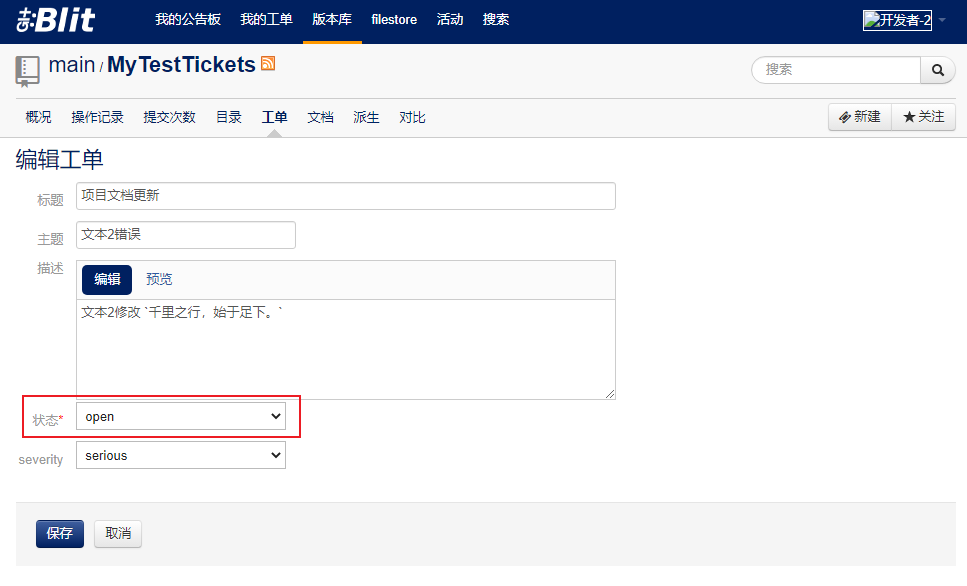 Git:Blit 我的公告板 我的工单 版本库 filestore 活动 搜索 开发者-2
main / MyTestTickets 搜索
概况 操作记录 提交次数 目录 工单 文档 派生 对比 新建 关注
编辑工单
标题 项目文档更新
主题 文本2错误
描述 编辑 预览
文本2修改 `千里之行，始于足下。`
状态* open
severity serious
保存 取消